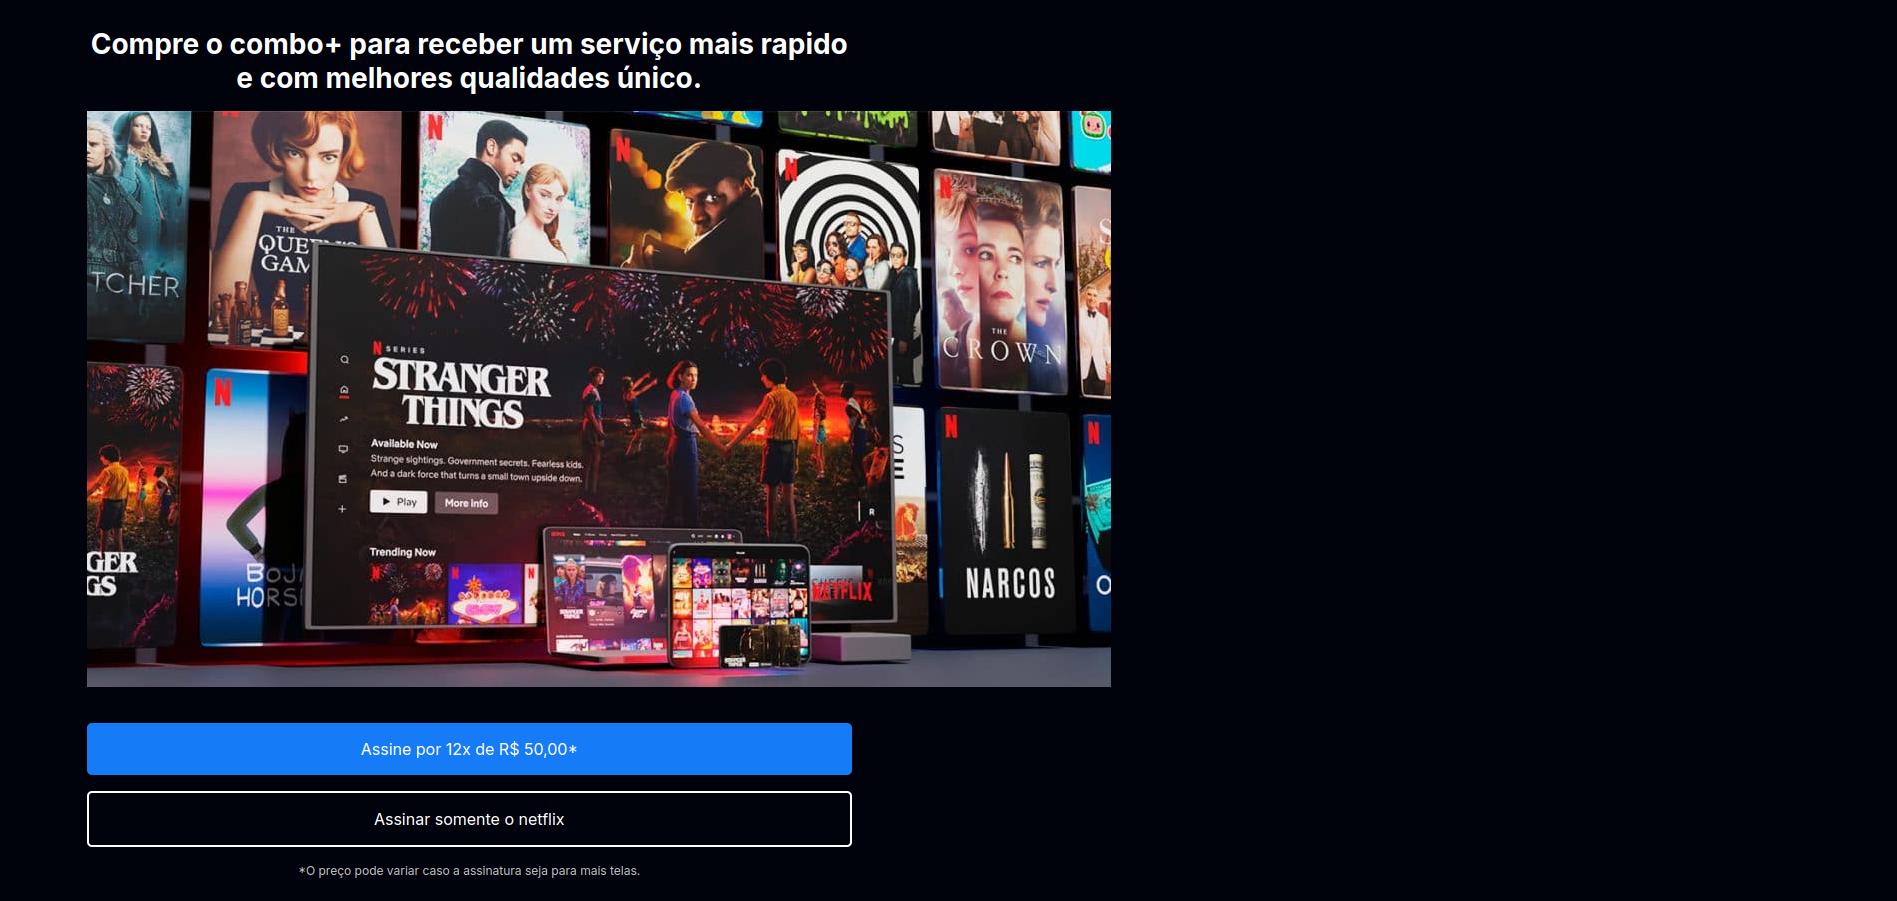 Compre o combo+ para receber um serviço mais rapido
e com melhores qualidades único.
TCHER
THE
QUEEN'S
GAM
THE
CROWN
N SERIES
STRANGER
THINGS
Available Now
Strange sightings. Government secrets. Fearless kids.
And a dark force that turns a small town upside down.
Play
More info
R
Trending Now
GER
GS
BOJ
HORS
NETFLIX
NARCOS
Assine por 12x de R$ 50,00*
Assinar somente o netflix
*O preço pode variar caso a assinatura seja para mais telas.